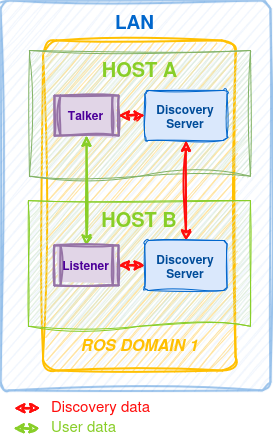 LAN
HOST A
Talker
Discovery
Server
HOST B
Listener
Discovery
Server
ROS DOMAIN 1
Discovery data
User data